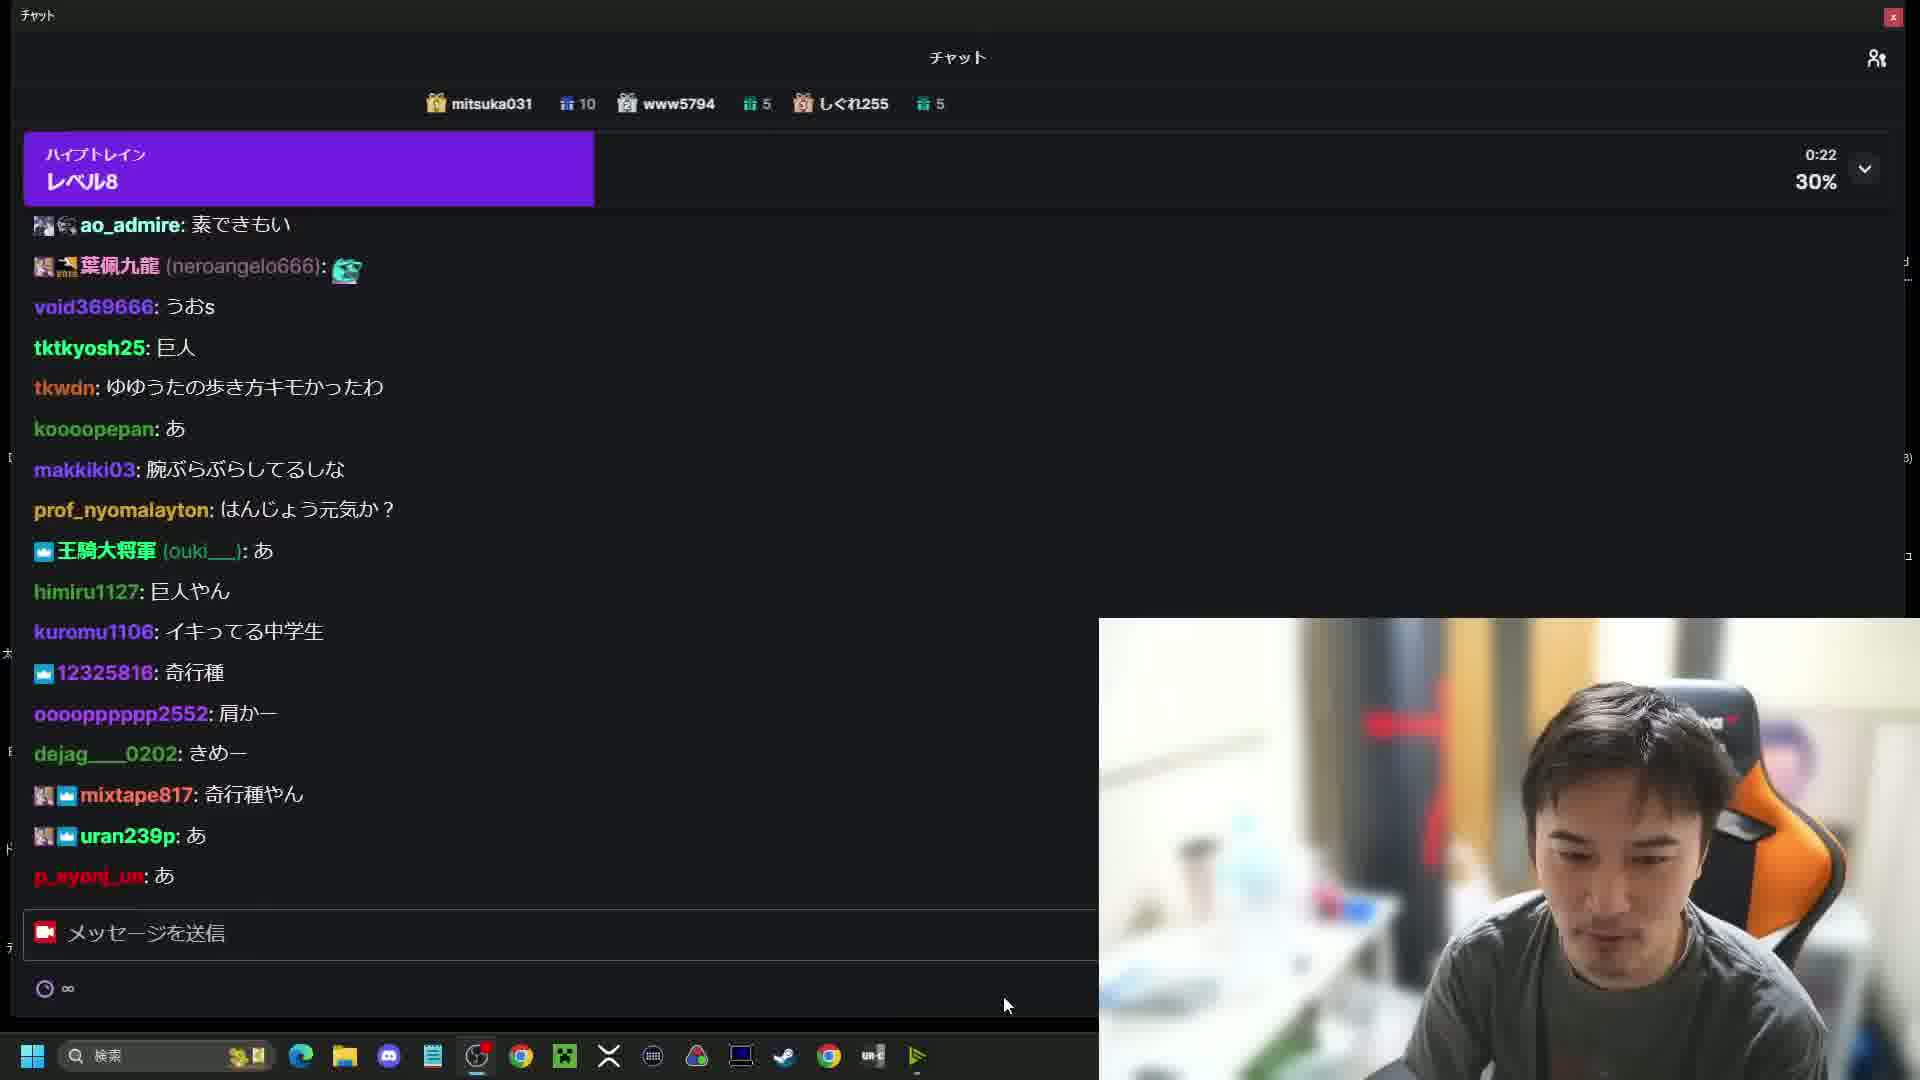 チャット
チャット
mitsuka031 10 www5794 5 しぐれ255 5
ハイプトレイン
レベル8
0:22
30%
ao_admire: 素できもい
葉佩九龍 (neroangelo666):
void369666: うおs
tktkyosh25: 巨人
tkwdn: ゆゆうたの歩き方キモかったわ
koooopepan: あ
makkiki03: 腕ぶらぶらしてるしな
prof_nyomalayton: はんじょう元気か？
王騎大将軍 (ouki___): あ
himiru1127: 巨人やん
kuromu1106: イキってる中学生
12325816: 奇行種
oooopppppp2552: 肩かー
dejag____0202: きめー
mixtape817: 奇行種やん
uran239p: あ
あ
メッセージを送信
∞
検索
UR-C